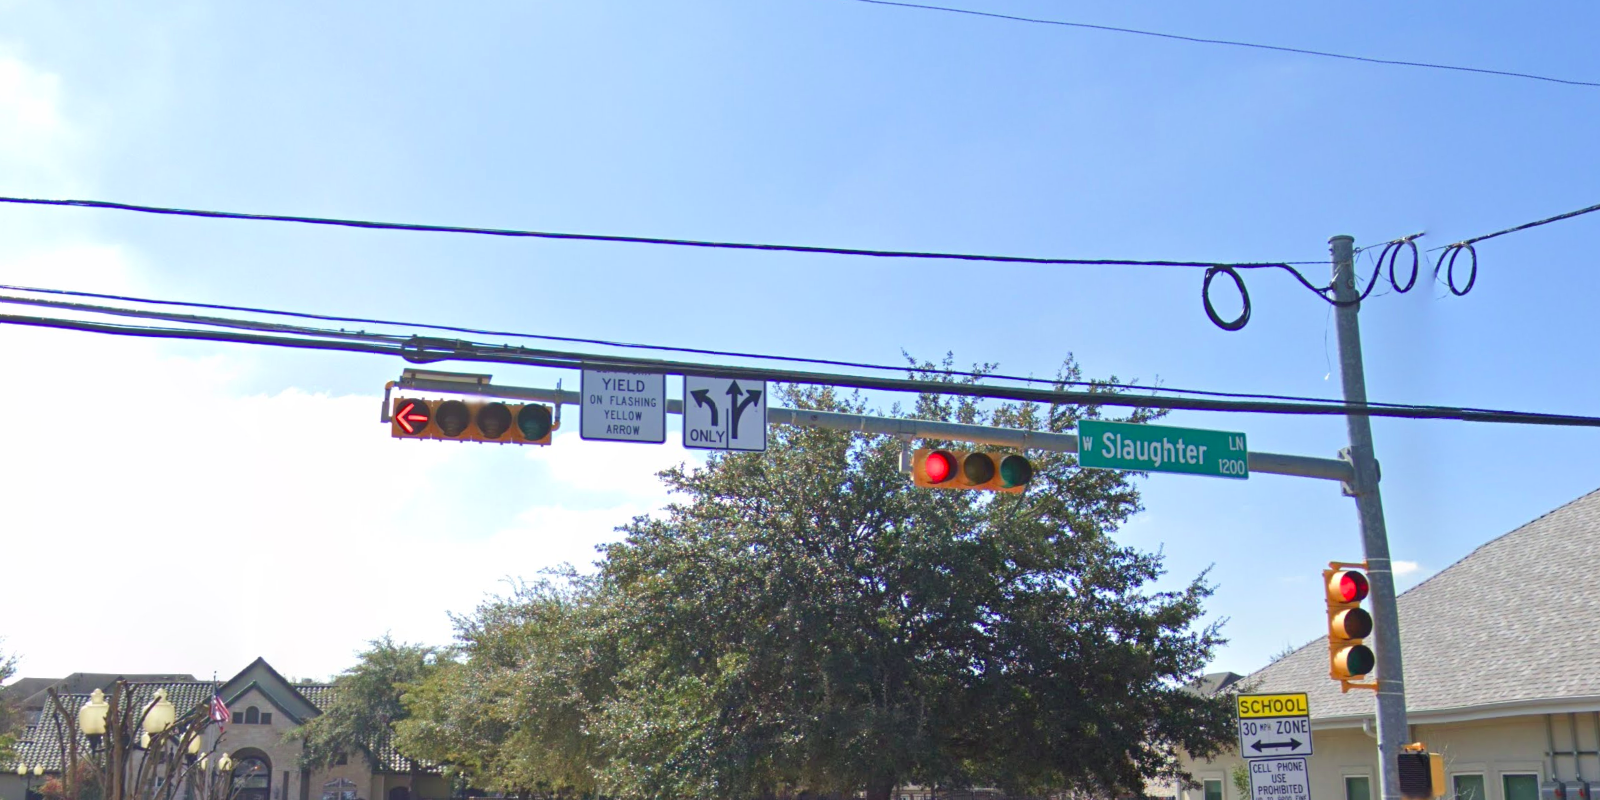 YIELD
ON FLASHING
YELLOW
ARROW
ONLY
W Slaughter LN
1200
SCHOOL
30 MPH ZONE
CELL PHONE
USE
PROHIBITED